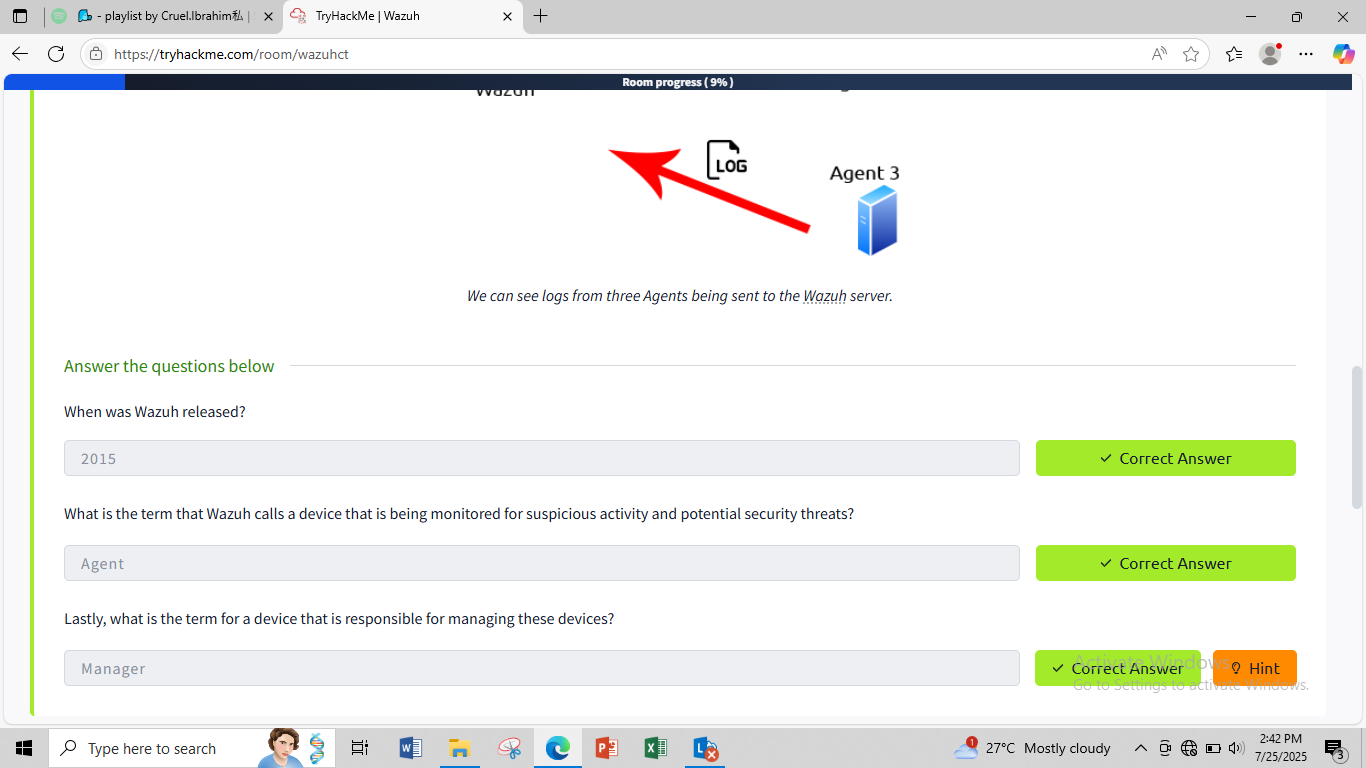 - playlist by Cruel.Ibrahim私 |
TryHackMe | Wazuh
https://tryhackme.com/room/wazuhct
Room progress ( 9% )
Wazuh
LOG
Agent 3
We can see logs from three Agents being sent to the Wazuh server.
Answer the questions below
When was Wazuh released?
2015
Correct Answer
What is the term that Wazuh calls a device that is being monitored for suspicious activity and potential security threats?
Agent
Correct Answer
Lastly, what is the term for a device that is responsible for managing these devices?
Manager
Correct Answer
Hint
Activate Windows
Go to Settings to activate Windows.
Type here to search
1
27°C Mostly cloudy
2:42 PM
7/25/2025
3